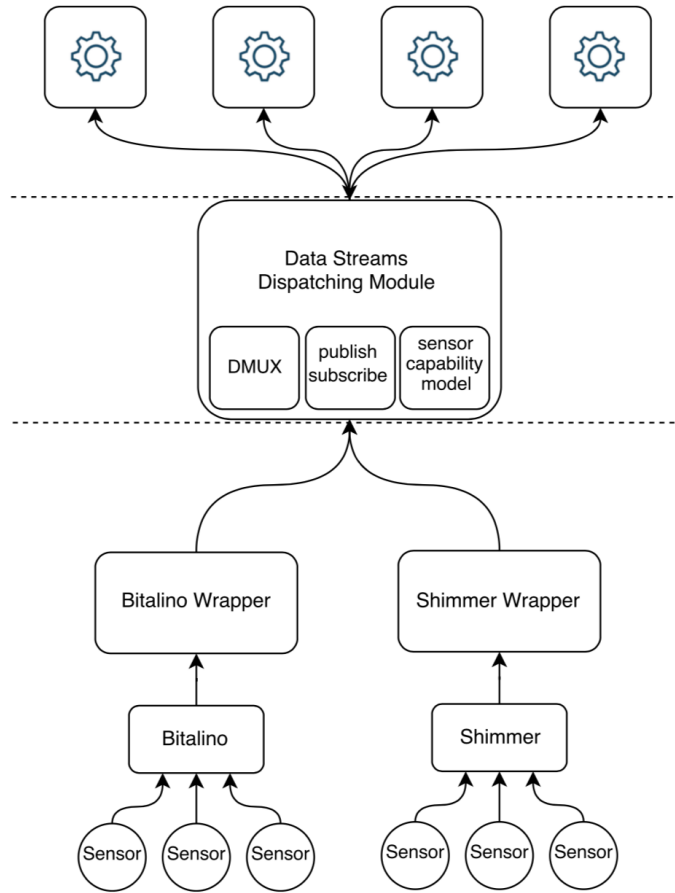 Data Streams
Dispatching Module
DMUX
publish
subscribe
sensor
capability
model
Bitalino Wrapper
Shimmer Wrapper
Bitalino
Shimmer
Sensor
Sensor
Sensor
Sensor
Sensor
Sensor